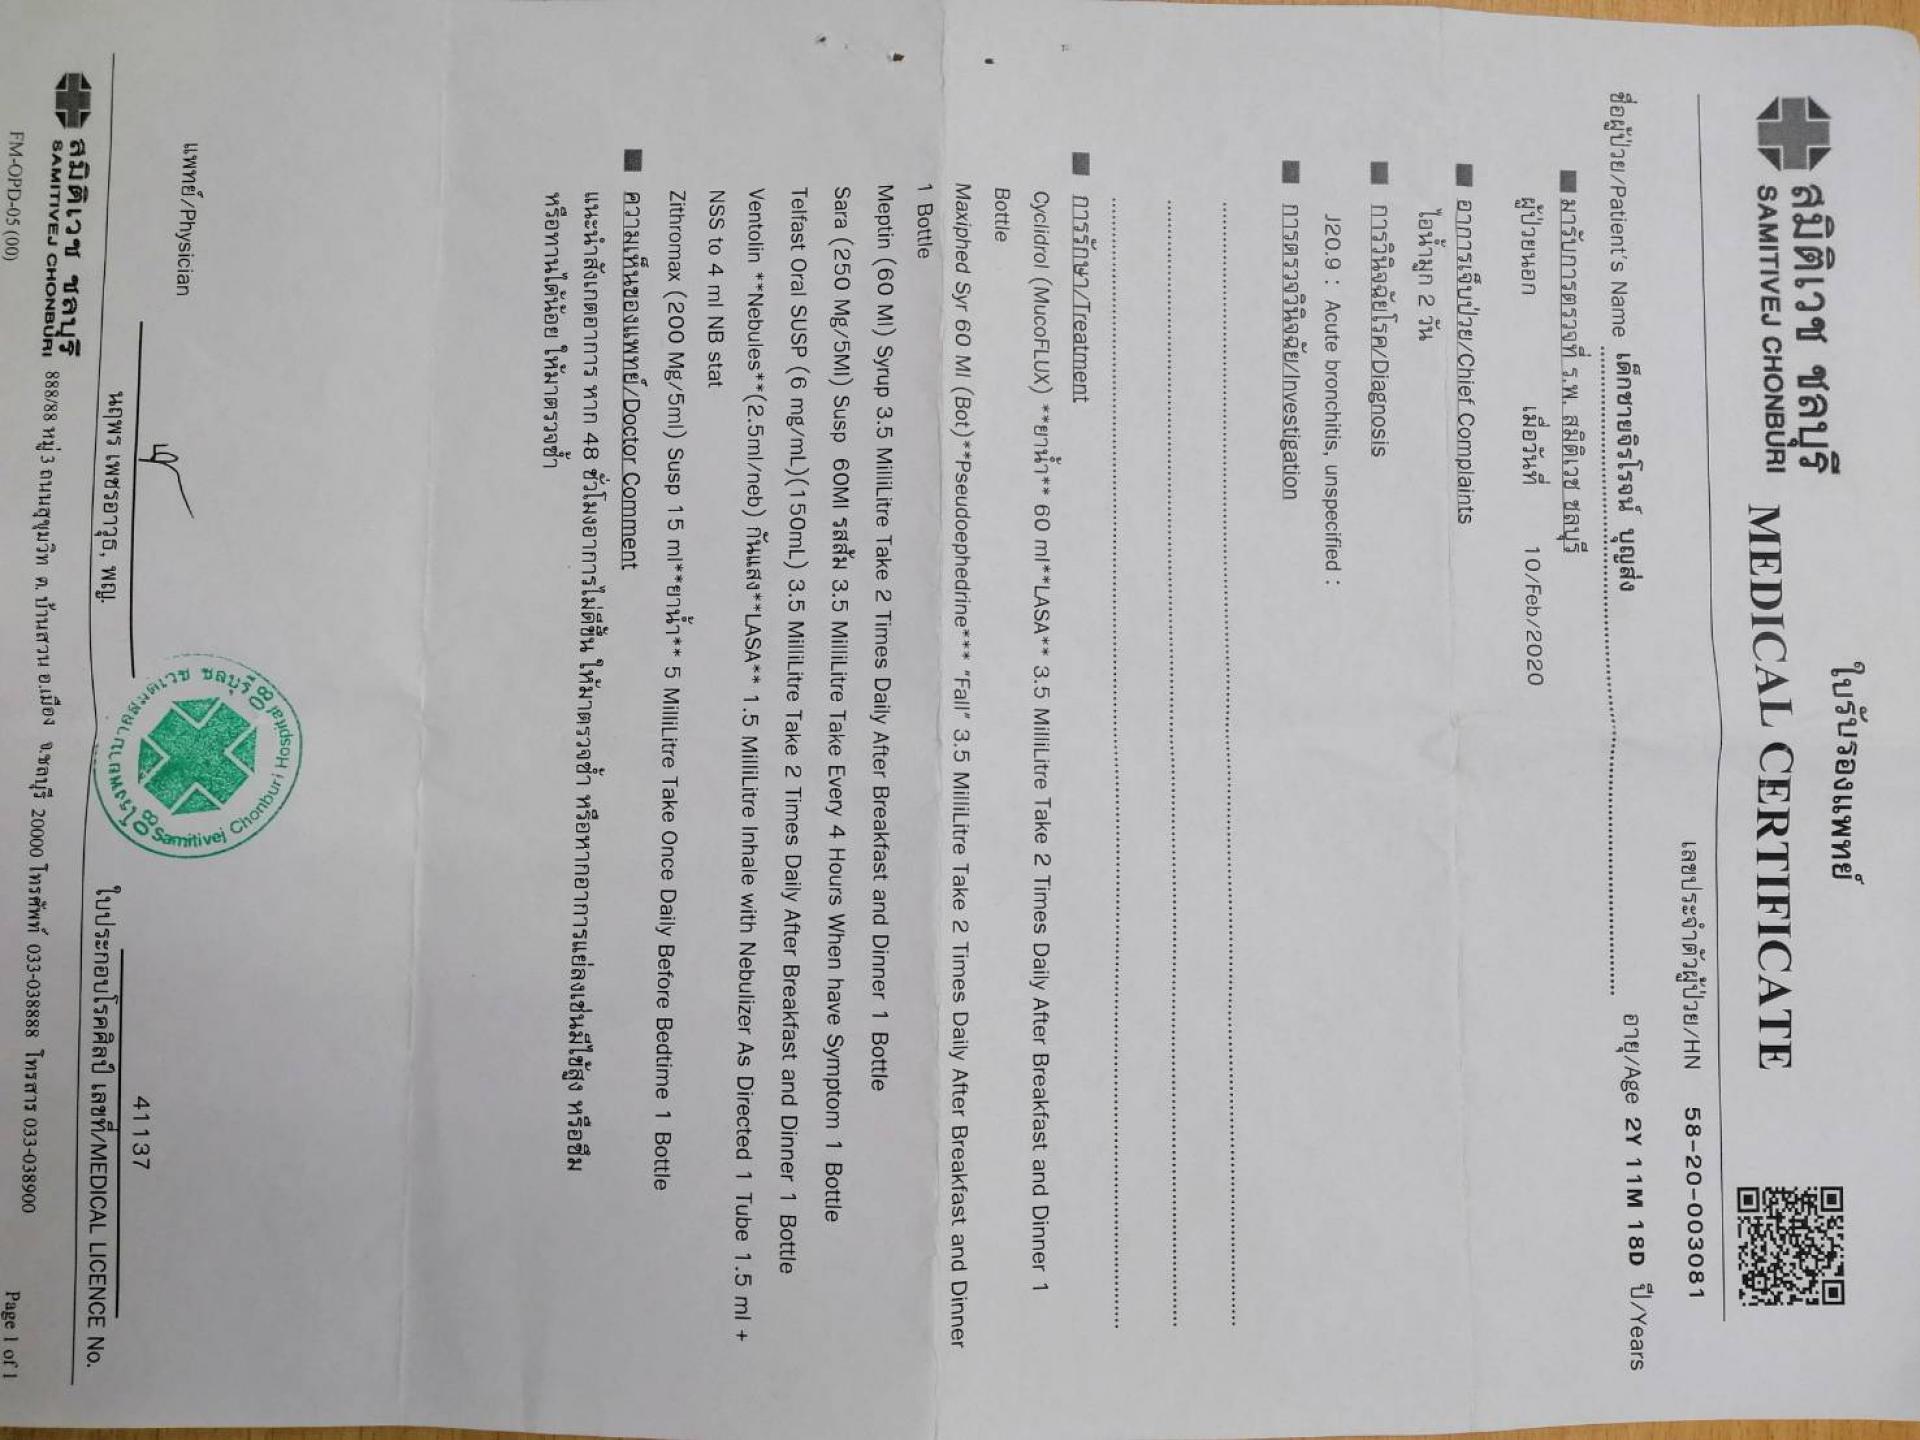 ใบรับรองแพทย์
สมิติเวช ชลบุรี
SAMITIVEJ CHONBURI
MEDICAL CERTIFICATE
เลขประจำตัวผู้ป่วย/HN 58-20-003081
ชื่อผู้ป่วย/Patient's Name เด็กชายจิรโรจน์ บุญส่ง อายุ/Age 2Y 11M 18D ปี/Years
มารับการตรวจที่ ร.พ. สมิติเวช ชลบุรี
ผู้ป่วยนอก เมื่อวันที่ 10/Feb/2020
อาการเจ็บป่วย/Chief Complaints
ไอน้ำมูก 2 วัน
การวินิจฉัยโรค/Diagnosis
J20.9 : Acute bronchitis, unspecified :
การตรวจวินิจฉัย/Investigation
การรักษา/Treatment
Cyclidrol (MucoFLUX) **ยาน้ำ** 60 ml**LASA** 3.5 MilliLitre Take 2 Times Daily After Breakfast and Dinner 1
Bottle
Maxiphed Syr 60 Ml (Bot)**Pseudoephedrine*** "Fall" 3.5 MilliLitre Take 2 Times Daily After Breakfast and Dinner
1 Bottle
Meptin (60 Ml) Syrup 3.5 MilliLitre Take 2 Times Daily After Breakfast and Dinner 1 Bottle
Sara (250 Mg/5Ml) Susp 60Ml รสส้ม 3.5 MilliLitre Take Every 4 Hours When have Symptom 1 Bottle
Telfast Oral SUSP (6 mg/mL)(150mL) 3.5 MilliLitre Take 2 Times Daily After Breakfast and Dinner 1 Bottle
Ventolin **Nebules**(2.5ml/neb) กันแสง**LASA** 1.5 MilliLitre Inhale with Nebulizer As Directed 1 Tube 1.5 ml +
NSS to 4 ml NB stat
Zithromax (200 Mg/5ml) Susp 15 ml**ยาน้ำ** 5 MilliLitre Take Once Daily Before Bedtime 1 Bottle
ความเห็นของแพทย์/Doctor Comment
แนะนำสังเกตอาการ หาก 48 ชั่วโมงอาการไม่ดีขึ้น ให้มาตรวจซ้ำ หรือหากอาการแย่ลงเช่นมีไข้สูง หรือซึม
หรือทานได้น้อย ให้มาตรวจซ้ำ
แพทย์/Physician
41137
นฤพร เพชรอาวุธ, พญ.
ใบประกอบโรคศิลป์ เลขที่/MEDICAL LICENCE No.
โรงพยาบาลสมิติเวช ชลบุรี
Samitivej Chonburi Hospital
สมิติเวช ชลบุรี
SAMITIVEJ CHONBURI
888/88 หมู่ 3 ถนนสุขุมวิท ต. บ้านสวน อ.เมือง จ.ชลบุรี 20000 โทรศัพท์ 033-038888 โทรสาร 033-038900
FM-OPD-05 (00)
Page 1 of 1